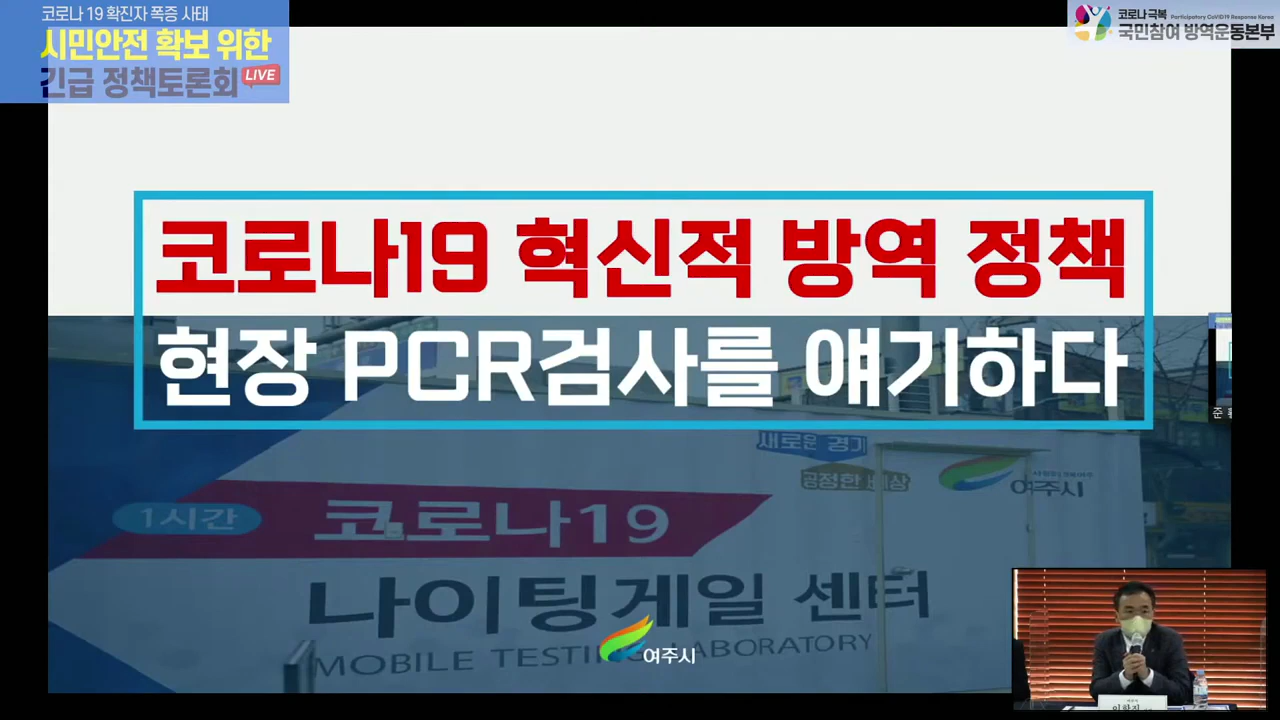 코로나 19 확진자 폭증 사태
시민안전 확보 위한
긴급 정책토론회 LIVE
코로나 극복 Participatory CoVID19 Response Korea
국민참여 방역운동본부
코로나19 혁신적 방역 정책
현장 PCR검사를 얘기하다
새로운 경기
공정한 세상
여주시
1시간
코로나19
나이팅게일 센터
MOBILE TESTING LABORATORY
여주시
준